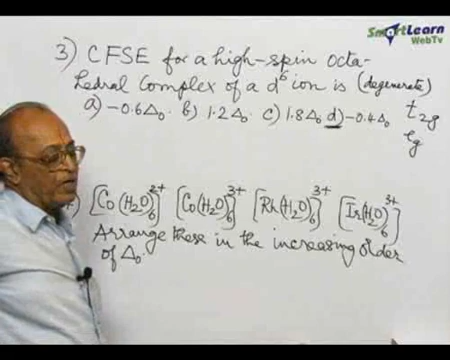 SmartLearn
WebTv
3) CFSE for a high-spin octa-
hedral complex of a d⁶ ion is (degenerate)
a) -0.6Δ₀ b) 1.2Δ₀ c) 1.8Δ₀ d) -0.4Δ₀ t₂g
eg
) [Co(H₂O)₆]²⁺ [Co(H₂O)₆]³⁺ [Rh(H₂O)₆]³⁺ [Ir(H₂O)₆]³⁺
Arrange these in the increasing order
of Δ₀.